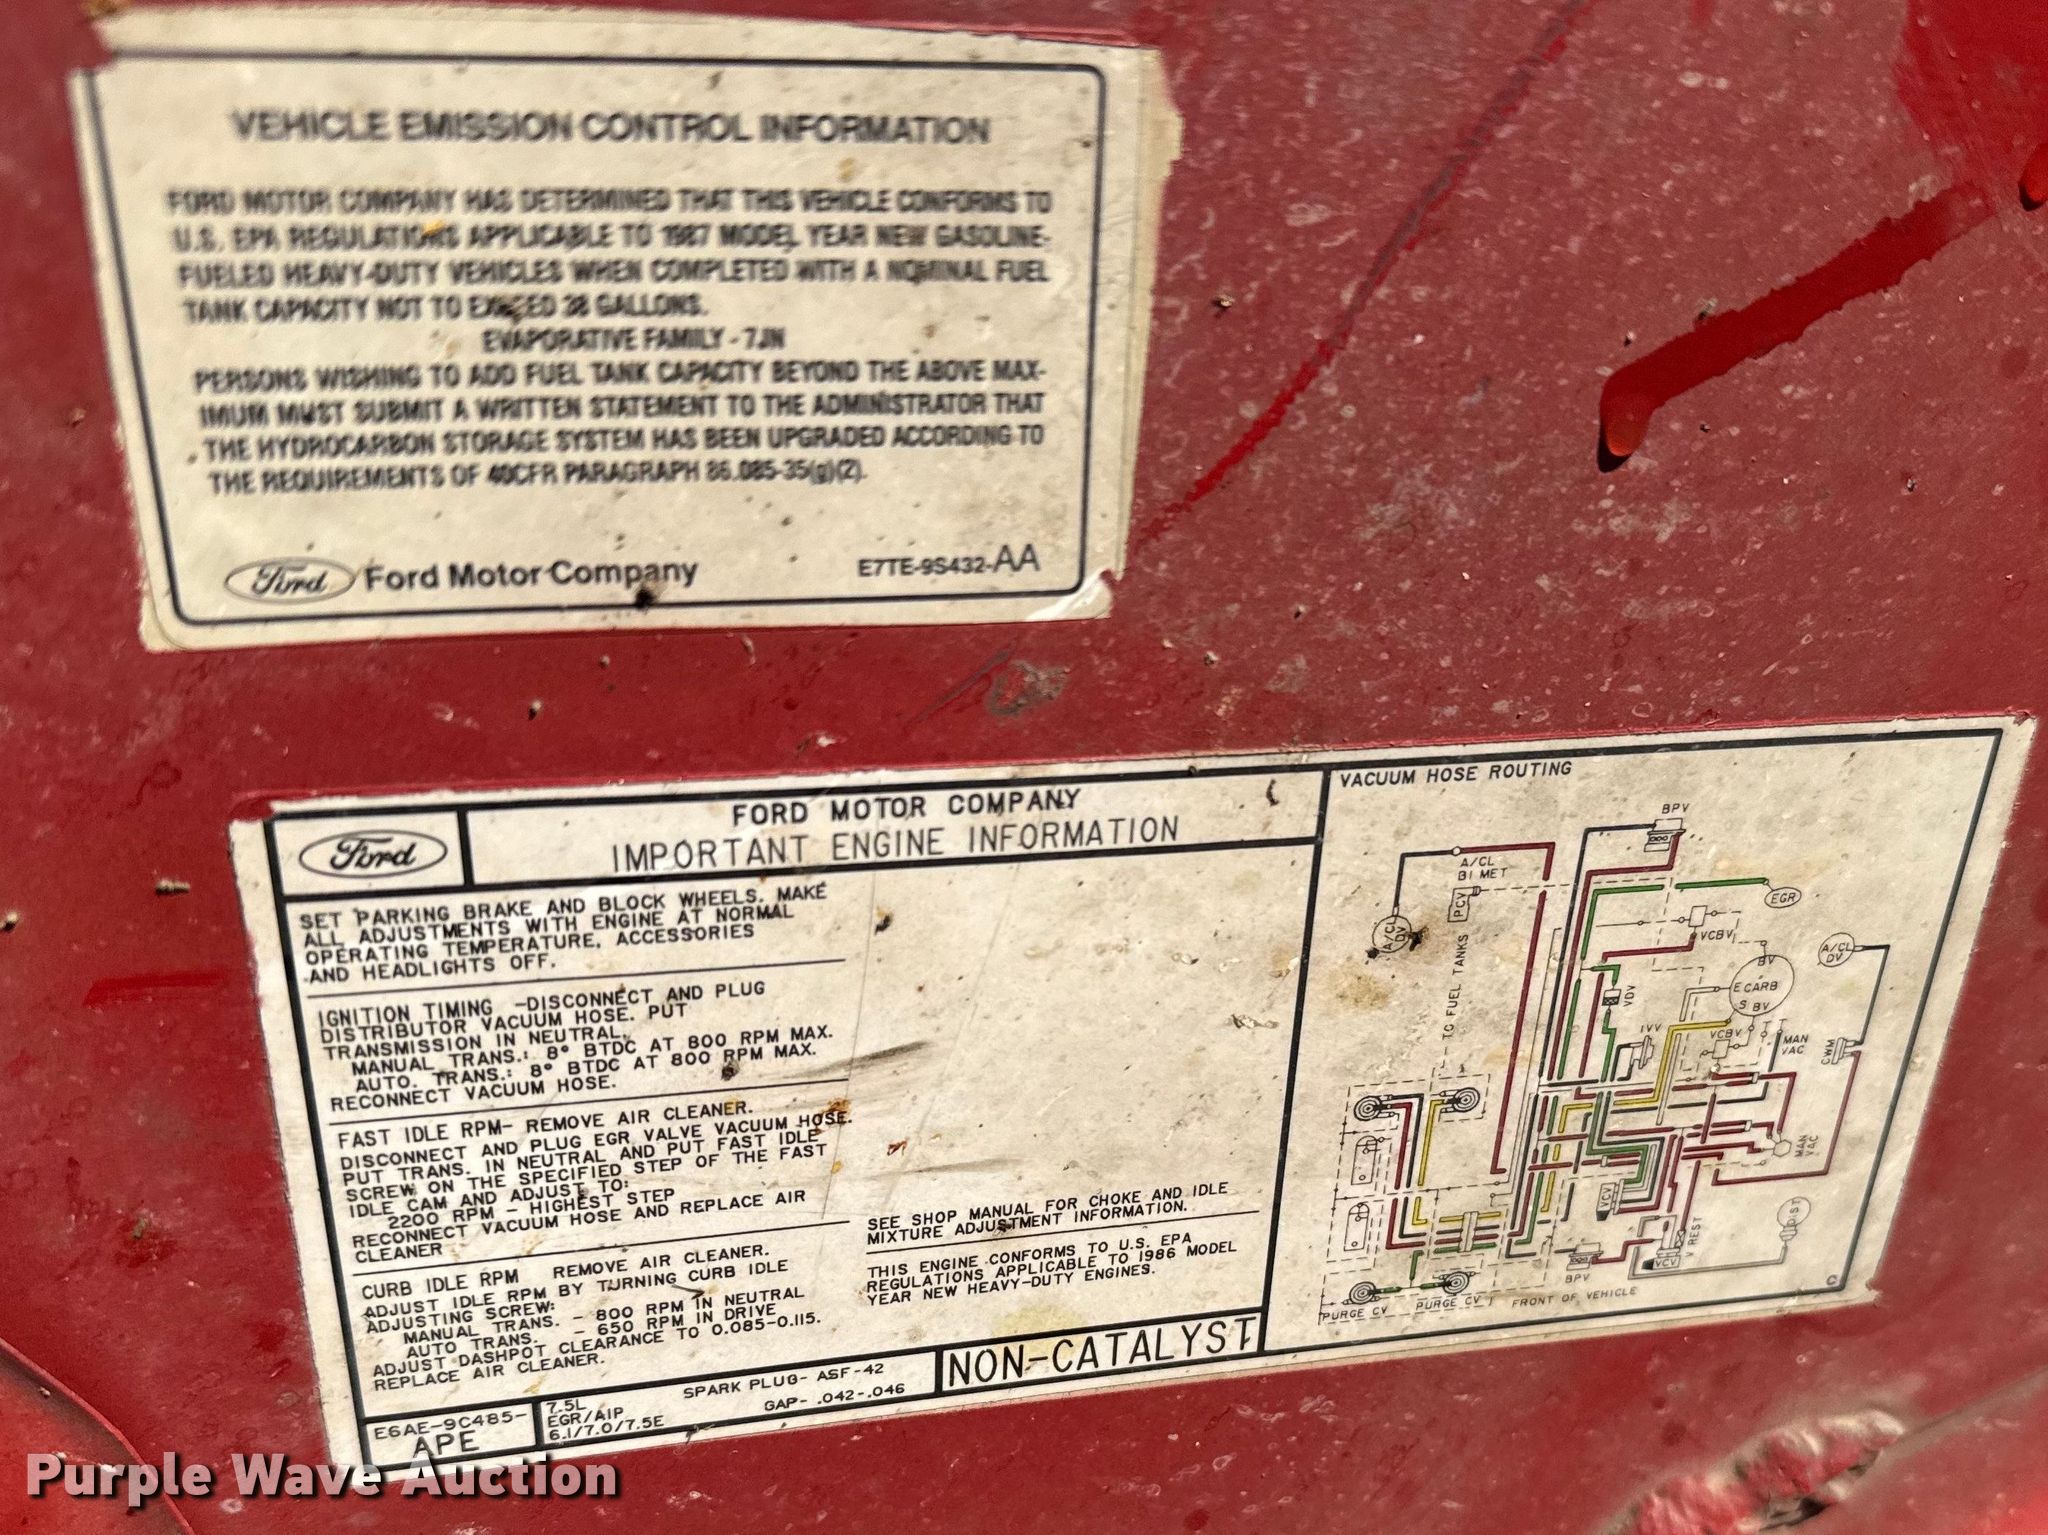 VEHICLE EMISSION CONTROL INFORMATION
FORD MOTOR COMPANY HAS DETERMINED THAT THIS VEHICLE CONFORMS TO
U.S. EPA REGULATIONS APPLICABLE TO 1987 MODEL YEAR NEW GASOLINE-
FUELED HEAVY-DUTY VEHICLES WHEN COMPLETED WITH A NOMINAL FUEL
TANK CAPACITY NOT TO EXCEED 38 GALLONS.
EVAPORATIVE FAMILY - 7JN
PERSONS WISHING TO ADD FUEL TANK CAPACITY BEYOND THE ABOVE MAX-
IMUM MUST SUBMIT A WRITTEN STATEMENT TO THE ADMINISTRATOR THAT
THE HYDROCARBON STORAGE SYSTEM HAS BEEN UPGRADED ACCORDING TO
THE REQUIREMENTS OF 40CFR PARAGRAPH 86.085-35(g)(2).
Ford Ford Motor Company E7TE-9S432-AA
Ford
FORD MOTOR COMPANY
IMPORTANT ENGINE INFORMATION
SET PARKING BRAKE AND BLOCK WHEELS. MAKE
ALL ADJUSTMENTS WITH ENGINE AT NORMAL
OPERATING TEMPERATURE, ACCESSORIES
AND HEADLIGHTS OFF.
IGNITION TIMING -DISCONNECT AND PLUG
DISTRIBUTOR VACUUM HOSE. PUT
TRANSMISSION IN NEUTRAL.
MANUAL TRANS.: 8° BTDC AT 800 RPM MAX.
AUTO. TRANS.: 8° BTDC AT 800 RPM MAX.
RECONNECT VACUUM HOSE.
FAST IDLE RPM- REMOVE AIR CLEANER.
DISCONNECT AND PLUG EGR VALVE VACUUM HOSE.
PUT TRANS. IN NEUTRAL AND PUT FAST IDLE
SCREW ON THE SPECIFIED STEP OF THE FAST
IDLE CAM AND ADJUST TO:
2200 RPM - HIGHEST STEP
RECONNECT VACUUM HOSE AND REPLACE AIR
CLEANER
CURB IDLE RPM REMOVE AIR CLEANER.
ADJUST IDLE RPM BY TURNING CURB IDLE
ADJUSTING SCREW:
MANUAL TRANS. - 800 RPM IN NEUTRAL
AUTO TRANS. - 650 RPM IN DRIVE
ADJUST DASHPOT CLEARANCE TO 0.085-0.115.
REPLACE AIR CLEANER.
SEE SHOP MANUAL FOR CHOKE AND IDLE
MIXTURE ADJUSTMENT INFORMATION.
THIS ENGINE CONFORMS TO U.S. EPA
REGULATIONS APPLICABLE TO 1986 MODEL
YEAR NEW HEAVY-DUTY ENGINES.
E6AE-9C485-
APE
7.5L
EGR/AIP
6.1/7.0/7.5E
SPARK PLUG- ASF-42
GAP- .042-.046
NON-CATALYST
VACUUM HOSE ROUTING
BPV
A/CL
BI MET
PCV
EGR
A/CL
DV
VCBV
A/CL
DV
TO FUEL TANKS
BV
E CARB
S BV
VDV
IVV
VCBV
MAN
VAC
CWM
MAN
VAC
VCV
V REST
DIST
VCV
BPV
PURGE CV
PURGE CV
FRONT OF VEHICLE
C
Purple Wave Auction